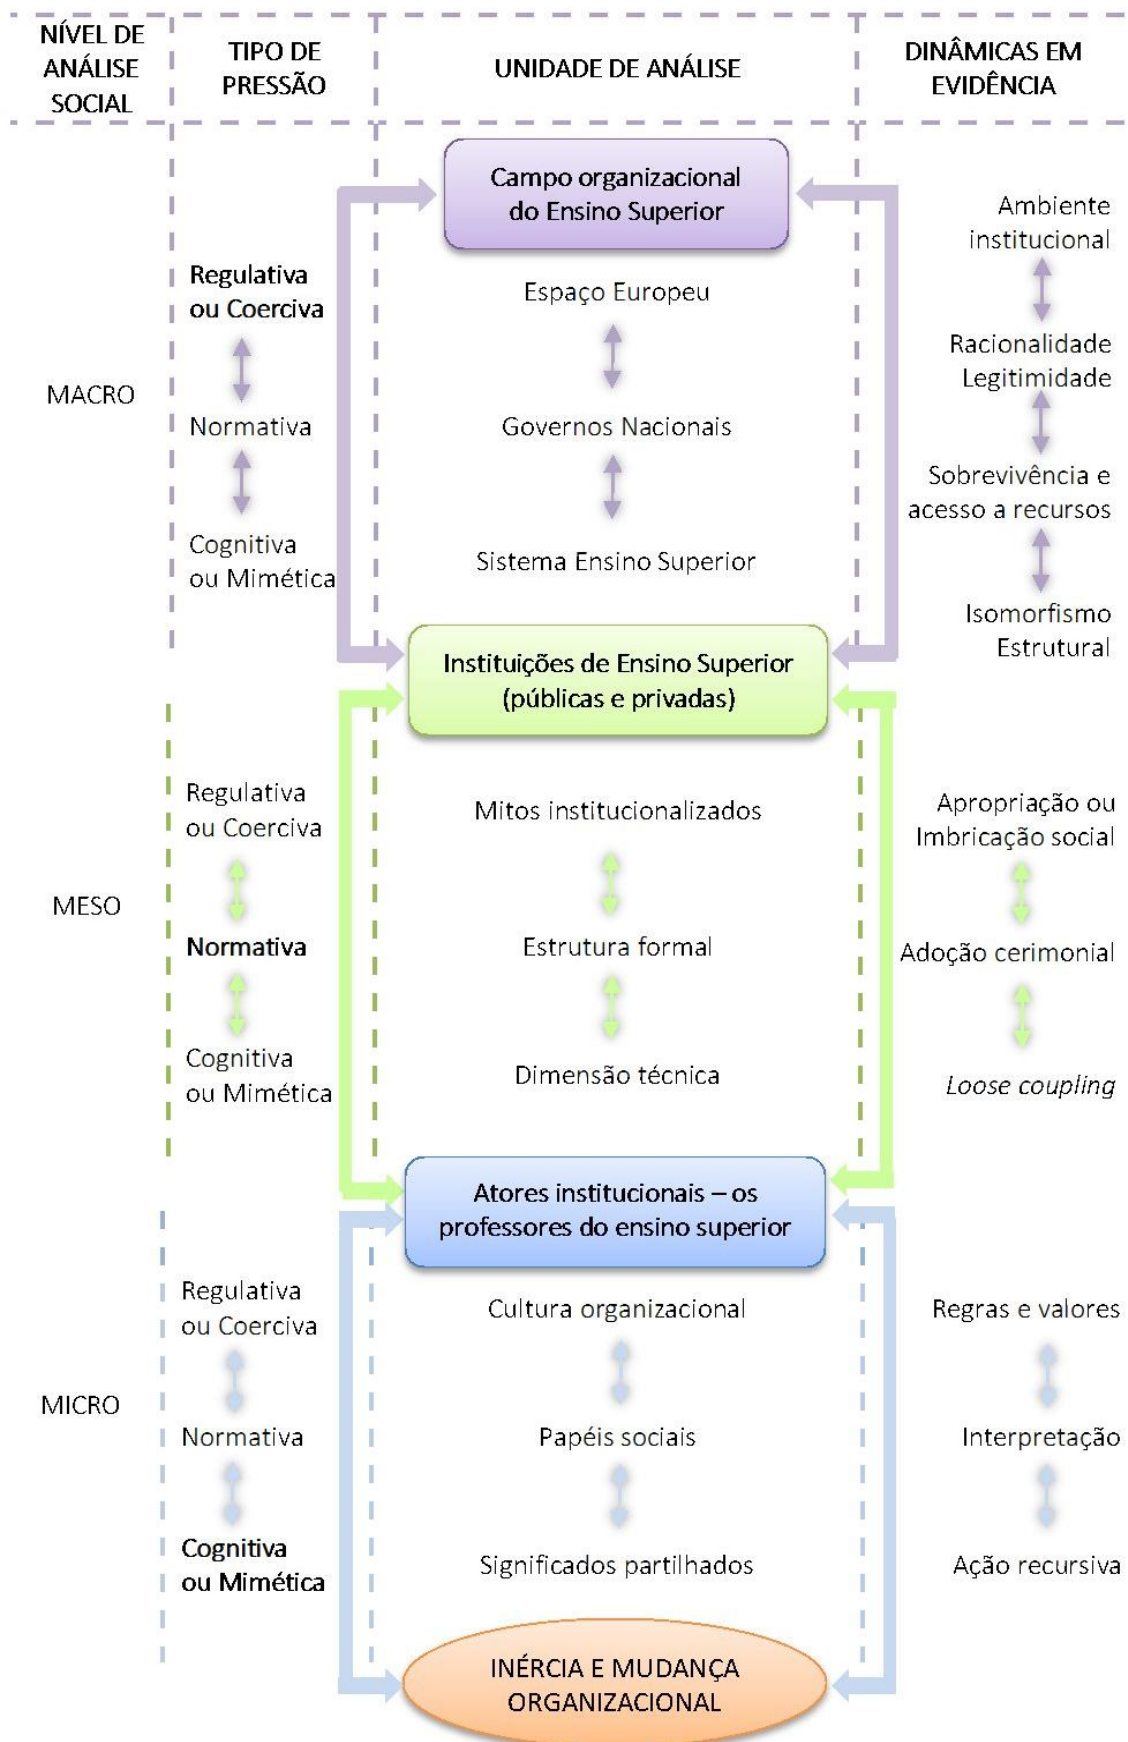 NÍVEL DE
ANÁLISE
SOCIAL
TIPO DE
PRESSÃO
UNIDADE DE ANÁLISE
DINÂMICAS EM
EVIDÊNCIA
MACRO
Regulativa
ou Coerciva
Normativa
Cognitiva
ou Mimética
Campo organizacional
do Ensino Superior
Espaço Europeu
Governos Nacionais
Sistema Ensino Superior
Ambiente
institucional
Racionalidade
Legitimidade
Sobrevivência e
acesso a recursos
Isomorfismo
Estrutural
Instituições de Ensino Superior
(públicas e privadas)
MESO
Regulativa
ou Coerciva
Normativa
Cognitiva
ou Mimética
Mitos institucionalizados
Estrutura formal
Dimensão técnica
Apropriação ou
Imbricação social
Adoção cerimonial
Loose coupling
Atores institucionais – os
professores do ensino superior
MICRO
Regulativa
ou Coerciva
Normativa
Cognitiva
ou Mimética
Cultura organizacional
Papéis sociais
Significados partilhados
Regras e valores
Interpretação
Ação recursiva
INÉRCIA E MUDANÇA
ORGANIZACIONAL